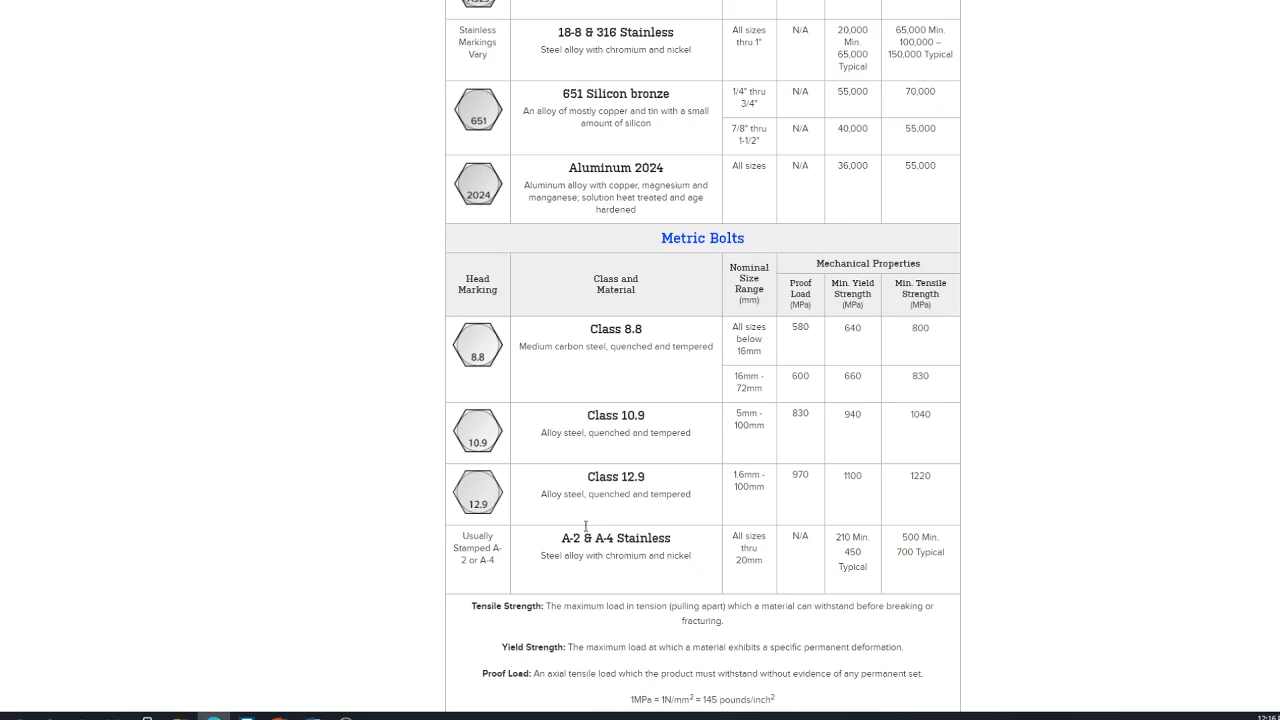 Stainless
Markings
Vary
18-8 & 316 Stainless
Steel alloy with chromium and nickel
All sizes
thru 1"
N/A
20,000
Min.
65,000
Typical
65,000 Min.
100,000 –
150,000 Typical
651
651 Silicon bronze
An alloy of mostly copper and tin with a small
amount of silicon
1/4" thru
3/4"
N/A
55,000
70,000
7/8" thru
1-1/2"
N/A
40,000
55,000
2024
Aluminum 2024
Aluminum alloy with copper, magnesium and
manganese; solution heat treated and age
hardened
All sizes
N/A
36,000
55,000
Metric Bolts
Head
Marking
Class and
Material
Nominal
Size
Range
(mm)
Mechanical Properties
Proof
Load
(MPa)
Min. Yield
Strength
(MPa)
Min. Tensile
Strength
(MPa)
8.8
Class 8.8
Medium carbon steel, quenched and tempered
All sizes
below
16mm
580
640
800
16mm -
72mm
600
660
830
10.9
Class 10.9
Alloy steel, quenched and tempered
5mm -
100mm
830
940
1040
12.9
Class 12.9
Alloy steel, quenched and tempered
1.6mm -
100mm
970
1100
1220
Usually
Stamped A-
2 or A-4
A-2 & A-4 Stainless
Steel alloy with chromium and nickel
All sizes
thru
20mm
N/A
210 Min.
450
Typical
500 Min.
700 Typical
Tensile Strength: The maximum load in tension (pulling apart) which a material can withstand before breaking or
fracturing.
Yield Strength: The maximum load at which a material exhibits a specific permanent deformation.
Proof Load: An axial tensile load which the product must withstand without evidence of any permanent set.
1MPa = 1N/mm2 = 145 pounds/inch2